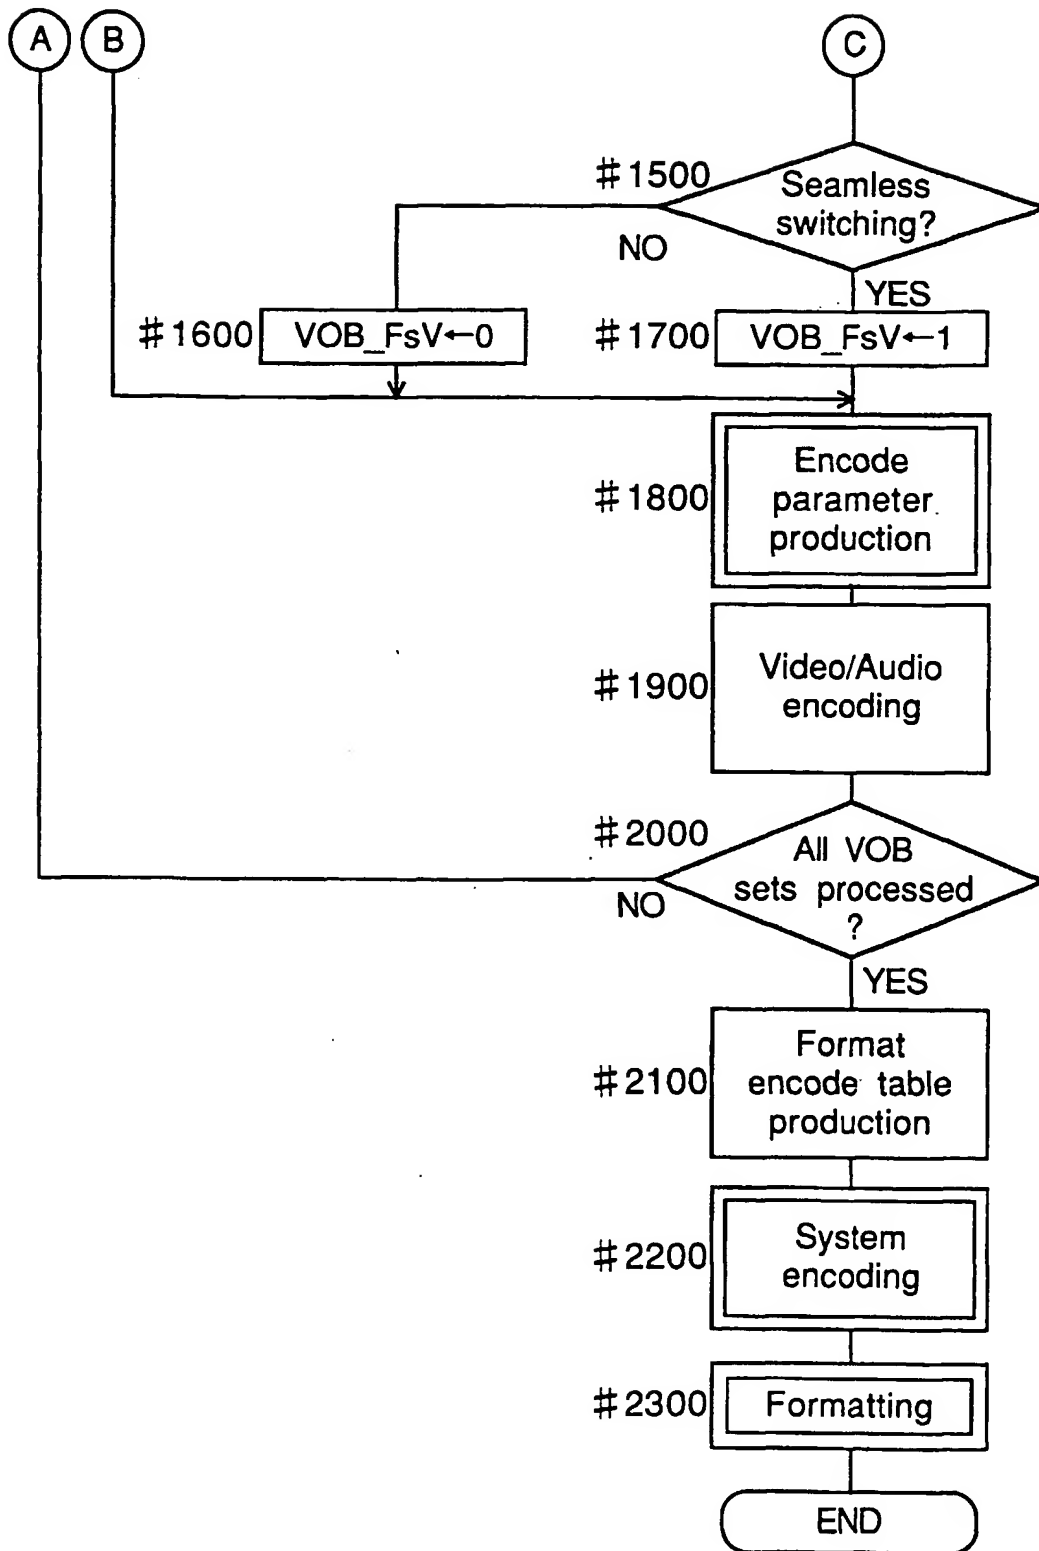 A B C
#1500
Seamless
switching?
NO
YES
#1600
VOB_FsV←0
#1700
VOB_FsV←1
#1800
Encode
parameter
production
#1900
Video/Audio
encoding
#2000
All VOB
sets processed
?
NO
YES
#2100
Format
encode table
production
#2200
System
encoding
#2300
Formatting
END